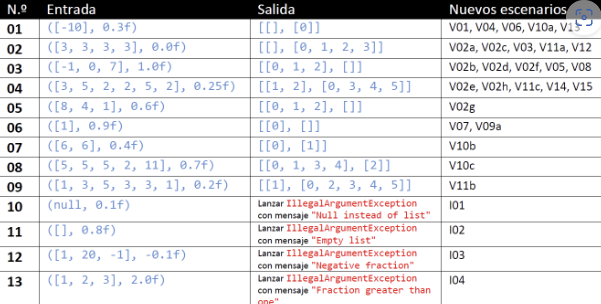 N.º Entrada Salida Nuevos escenarios
01 ([-10], 0.3f) [[], [0]] V01, V04, V06, V10a, V13
02 ([3, 3, 3, 3], 0.0f) [[], [0, 1, 2, 3]] V02a, V02c, V03, V11a, V12
03 ([-1, 0, 7], 1.0f) [[0, 1, 2], []] V02b, V02d, V02f, V05, V08
04 ([3, 5, 2, 2, 5, 2], 0.25f) [[1, 2], [0, 3, 4, 5]] V02e, V02h, V11c, V14, V15
05 ([8, 4, 1], 0.6f) [[0, 1, 2], []] V02g
06 ([1], 0.9f) [[0], []] V07, V09a
07 ([6, 6], 0.4f) [[0], [1]] V10b
08 ([5, 5, 5, 2, 11], 0.7f) [[0, 1, 3, 4], [2]] V10c
09 ([1, 3, 5, 3, 3, 1], 0.2f) [[1], [0, 2, 3, 4, 5]] V11b
10 (null, 0.1f) Lanzar IllegalArgumentException I01
con mensaje "Null instead of list"
11 ([], 0.8f) Lanzar IllegalArgumentException I02
con mensaje "Empty list"
12 ([1, 20, -1], -0.1f) Lanzar IllegalArgumentException I03
con mensaje "Negative fraction"
13 ([1, 2, 3], 2.0f) Lanzar IllegalArgumentException I04
con mensaje "Fraction greater than
one"